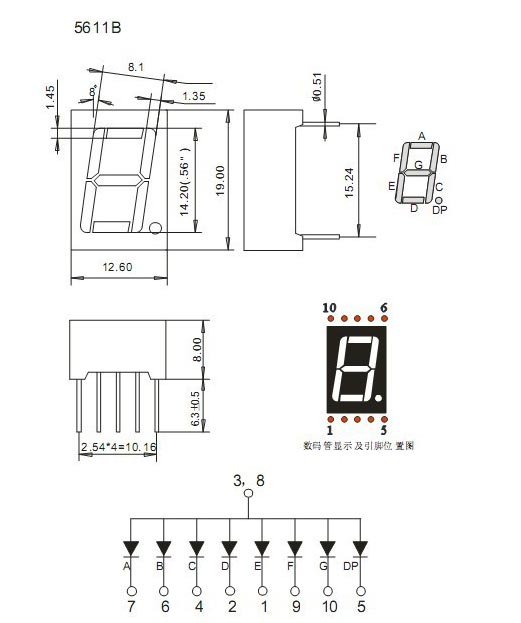 5611B
8.1
8°
1.35
1.45
14.20(.56")
19.00
12.60
Ø0.51
15.24
A
F
B
G
E
C
D
DP
8.00
6.3±0.5
2.54*4=10.16
10 6
1 5
数码管显示及引脚位置图
3, 8
A B C D E F G DP
7 6 4 2 1 9 10 5